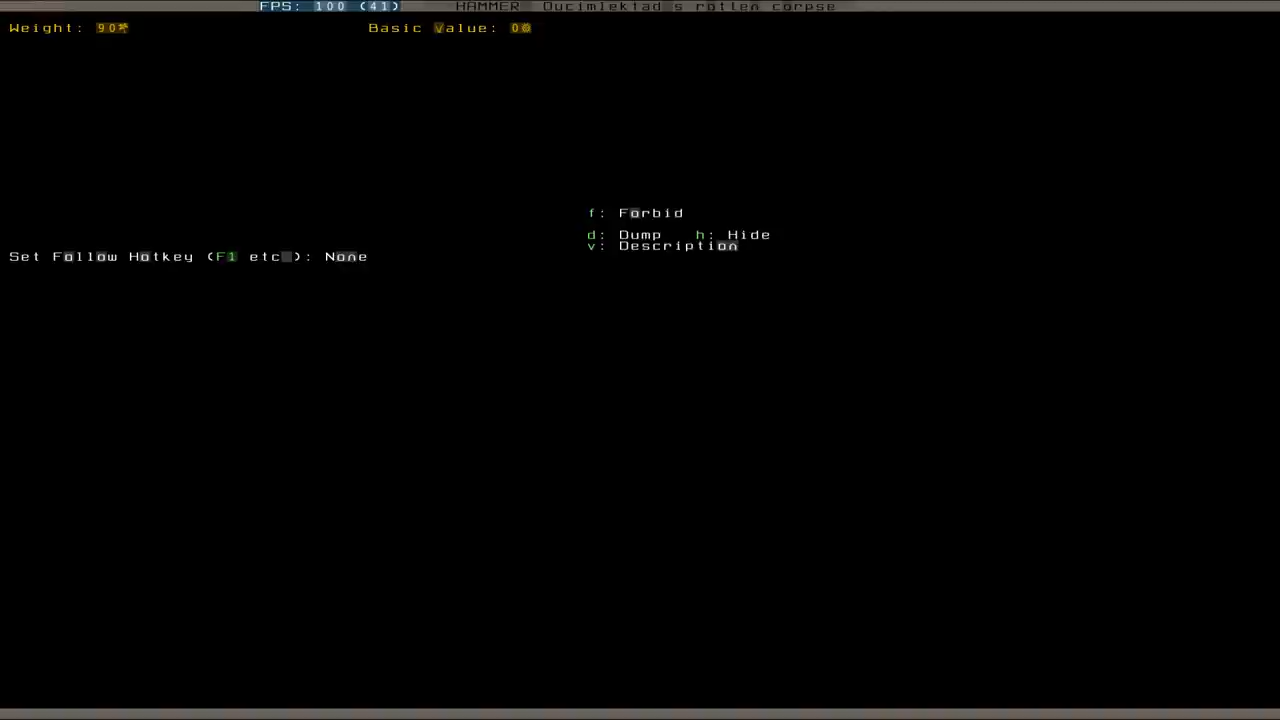 FPS: 100 (41) HAMMER Ducimlektad's rotten corpse
Weight: 90 Basic Value: 0☼
f: Forbid
d: Dump h: Hide
v: Description
Set Follow Hotkey (F1 etc.): None